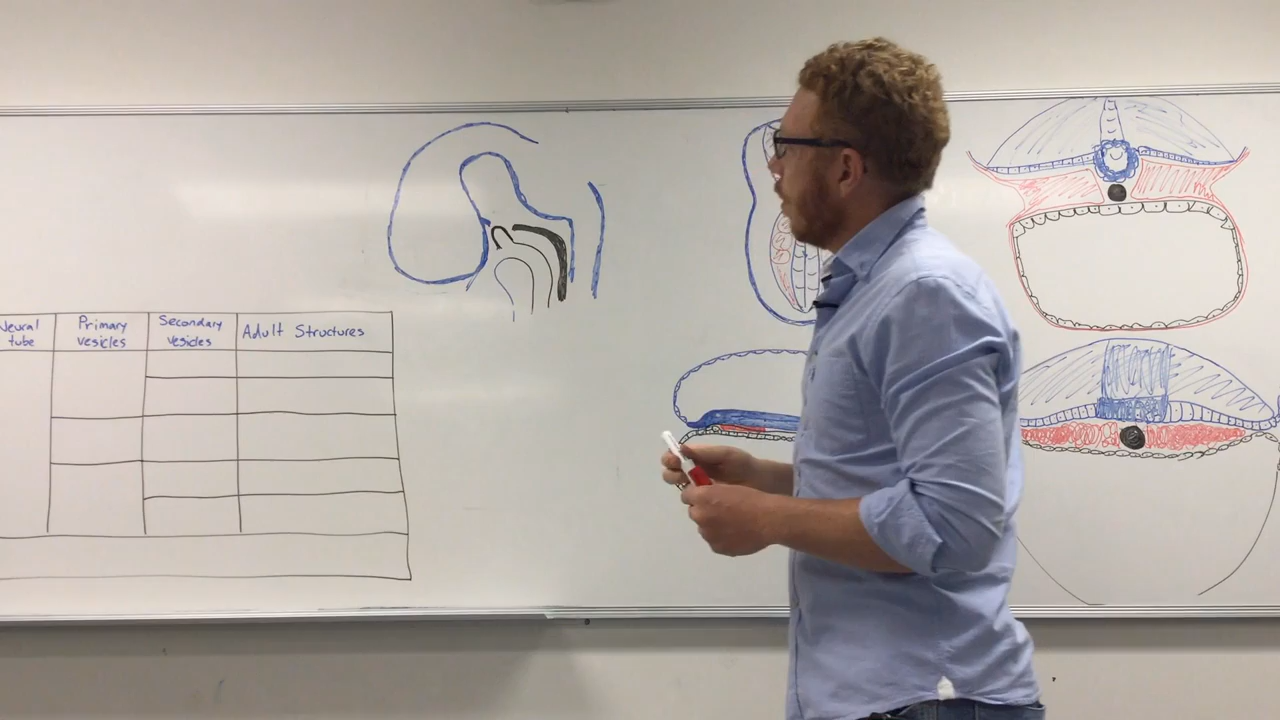 Neural
tube
Primary
vesicles
Secondary
vesicles
Adult Structures